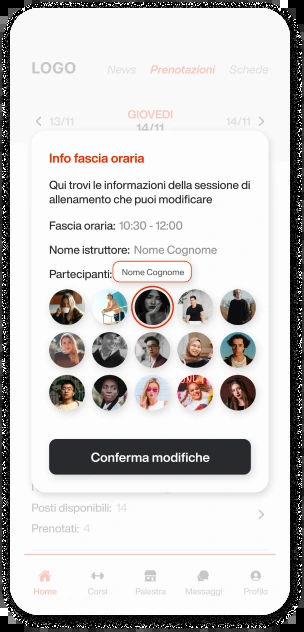 LOGO
News Prenotazioni Schede
GIOVEDI
13/11 14/11 14/11
Info fascia oraria
Qui trovi le informazioni della sessione di
allenamento che puoi modificare
Fascia oraria: 10:30 - 12:00
Nome istruttore: Nome Cognome
Partecipanti: Nome Cognome
Conferma modifiche
Posti disponibili: 14
Prenotati: 4
Home Corsi Palestra Messaggi Profilo